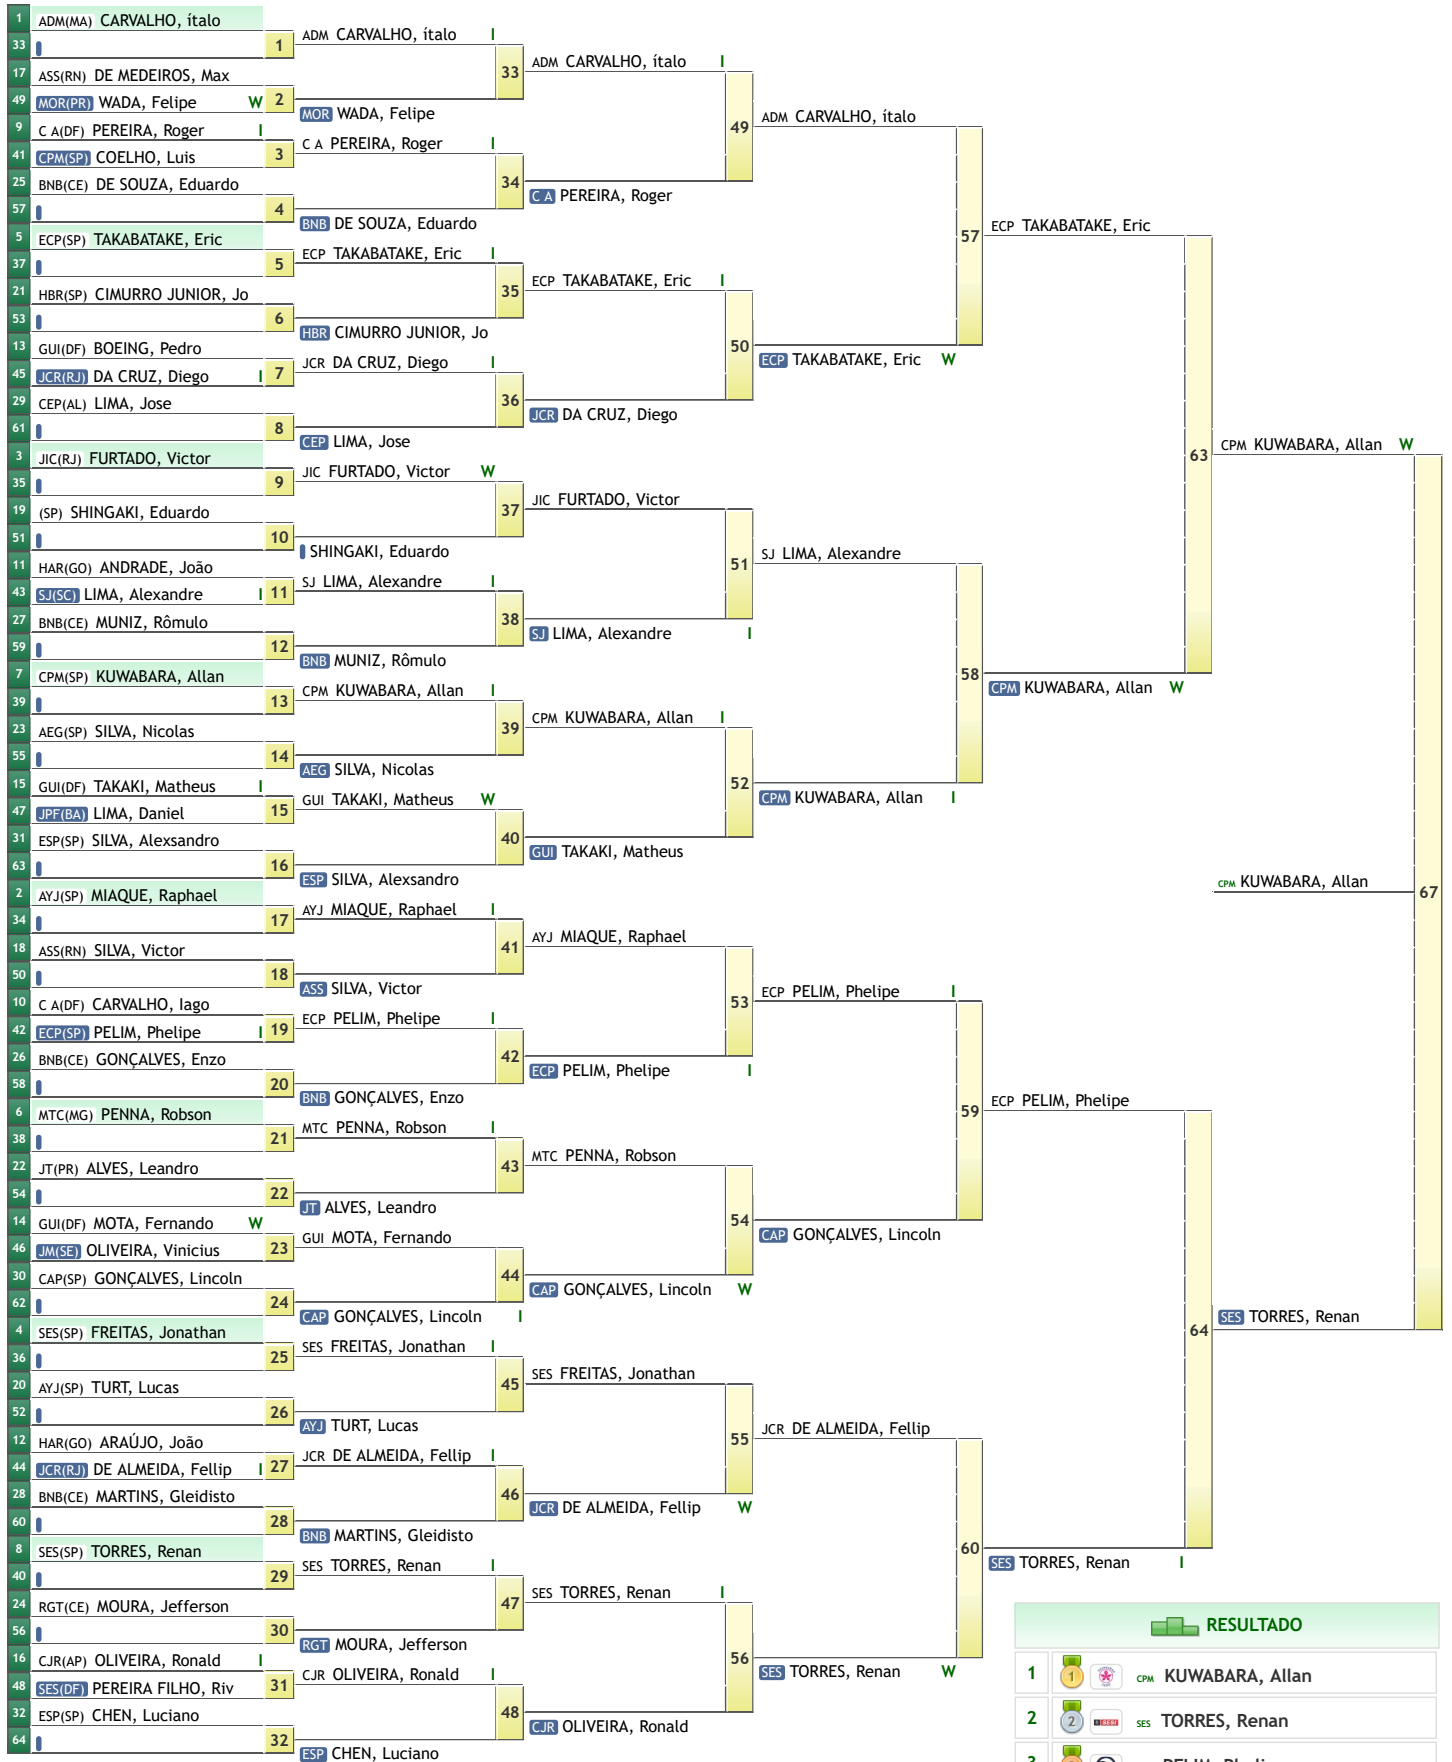 1 ADM(MA) CARVALHO, ítalo
33
17 ASS(RN) DE MEDEIROS, Max
49 MOR(PR) WADA, Felipe W
9 C A(DF) PEREIRA, Roger I
41 CPM(SP) COELHO, Luis
25 BNB(CE) DE SOUZA, Eduardo
57
5 ECP(SP) TAKABATAKE, Eric
37
21 HBR(SP) CIMURRO JUNIOR, Jo
53
13 GUI(DF) BOEING, Pedro
45 JCR(RJ) DA CRUZ, Diego I
29 CEP(AL) LIMA, Jose
61
3 JIC(RJ) FURTADO, Victor
35
19 (SP) SHINGAKI, Eduardo
51
11 HAR(GO) ANDRADE, João
43 SJ(SC) LIMA, Alexandre I
27 BNB(CE) MUNIZ, Rômulo
59
7 CPM(SP) KUWABARA, Allan
39
23 AEG(SP) SILVA, Nicolas
55
15 GUI(DF) TAKAKI, Matheus I
47 JPF(BA) LIMA, Daniel
31 ESP(SP) SILVA, Alexsandro
63
2 AYJ(SP) MIAQUE, Raphael
34
18 ASS(RN) SILVA, Victor
50
10 C A(DF) CARVALHO, Iago
42 ECP(SP) PELIM, Phelipe I
26 BNB(CE) GONÇALVES, Enzo
58
6 MTC(MG) PENNA, Robson
38
22 JT(PR) ALVES, Leandro
54
14 GUI(DF) MOTA, Fernando W
46 JM(SE) OLIVEIRA, Vinicius
30 CAP(SP) GONÇALVES, Lincoln
62
4 SES(SP) FREITAS, Jonathan
36
20 AYJ(SP) TURT, Lucas
52
12 HAR(GO) ARAÚJO, João
44 JCR(RJ) DE ALMEIDA, Fellip I
28 BNB(CE) MARTINS, Gleidisto
60
8 SES(SP) TORRES, Renan
40
24 RGT(CE) MOURA, Jefferson
56
16 CJR(AP) OLIVEIRA, Ronald I
48 SES(DF) PEREIRA FILHO, Riv
32 ESP(SP) CHEN, Luciano
64
1 ADM CARVALHO, ítalo I
2 MOR WADA, Felipe
3 C A PEREIRA, Roger I
4 BNB DE SOUZA, Eduardo
5 ECP TAKABATAKE, Eric I
6 HBR CIMURRO JUNIOR, Jo
7 JCR DA CRUZ, Diego I
8 CEP LIMA, Jose
9 JIC FURTADO, Victor W
10 SHINGAKI, Eduardo
11 SJ LIMA, Alexandre I
12 BNB MUNIZ, Rômulo
13 CPM KUWABARA, Allan I
14 AEG SILVA, Nicolas
15 GUI TAKAKI, Matheus W
16 ESP SILVA, Alexsandro
17 AYJ MIAQUE, Raphael I
18 ASS SILVA, Victor
19 ECP PELIM, Phelipe I
20 BNB GONÇALVES, Enzo
21 MTC PENNA, Robson I
22 JT ALVES, Leandro
23 GUI MOTA, Fernando
24 CAP GONÇALVES, Lincoln I
25 SES FREITAS, Jonathan I
26 AYJ TURT, Lucas
27 JCR DE ALMEIDA, Fellip I
28 BNB MARTINS, Gleidisto
29 SES TORRES, Renan I
30 RGT MOURA, Jefferson
31 CJR OLIVEIRA, Ronald I
32 ESP CHEN, Luciano
33 ADM CARVALHO, ítalo I
34 C A PEREIRA, Roger
35 ECP TAKABATAKE, Eric I
36 JCR DA CRUZ, Diego
37 JIC FURTADO, Victor
38 SJ LIMA, Alexandre I
39 CPM KUWABARA, Allan I
40 GUI TAKAKI, Matheus
41 AYJ MIAQUE, Raphael
42 ECP PELIM, Phelipe I
43 MTC PENNA, Robson
44 CAP GONÇALVES, Lincoln W
45 SES FREITAS, Jonathan
46 JCR DE ALMEIDA, Fellip W
47 SES TORRES, Renan I
48 CJR OLIVEIRA, Ronald
49 ADM CARVALHO, ítalo
50 ECP TAKABATAKE, Eric W
51 SJ LIMA, Alexandre
52 CPM KUWABARA, Allan I
53 ECP PELIM, Phelipe I
54 CAP GONÇALVES, Lincoln
55 JCR DE ALMEIDA, Fellip
56 SES TORRES, Renan W
57 ECP TAKABATAKE, Eric
58 CPM KUWABARA, Allan W
59 ECP PELIM, Phelipe
60 SES TORRES, Renan I
63 CPM KUWABARA, Allan W
64 SES TORRES, Renan
CPM KUWABARA, Allan
67
RESULTADO
1 1 CPM KUWABARA, Allan
2 2 SES TORRES, Renan